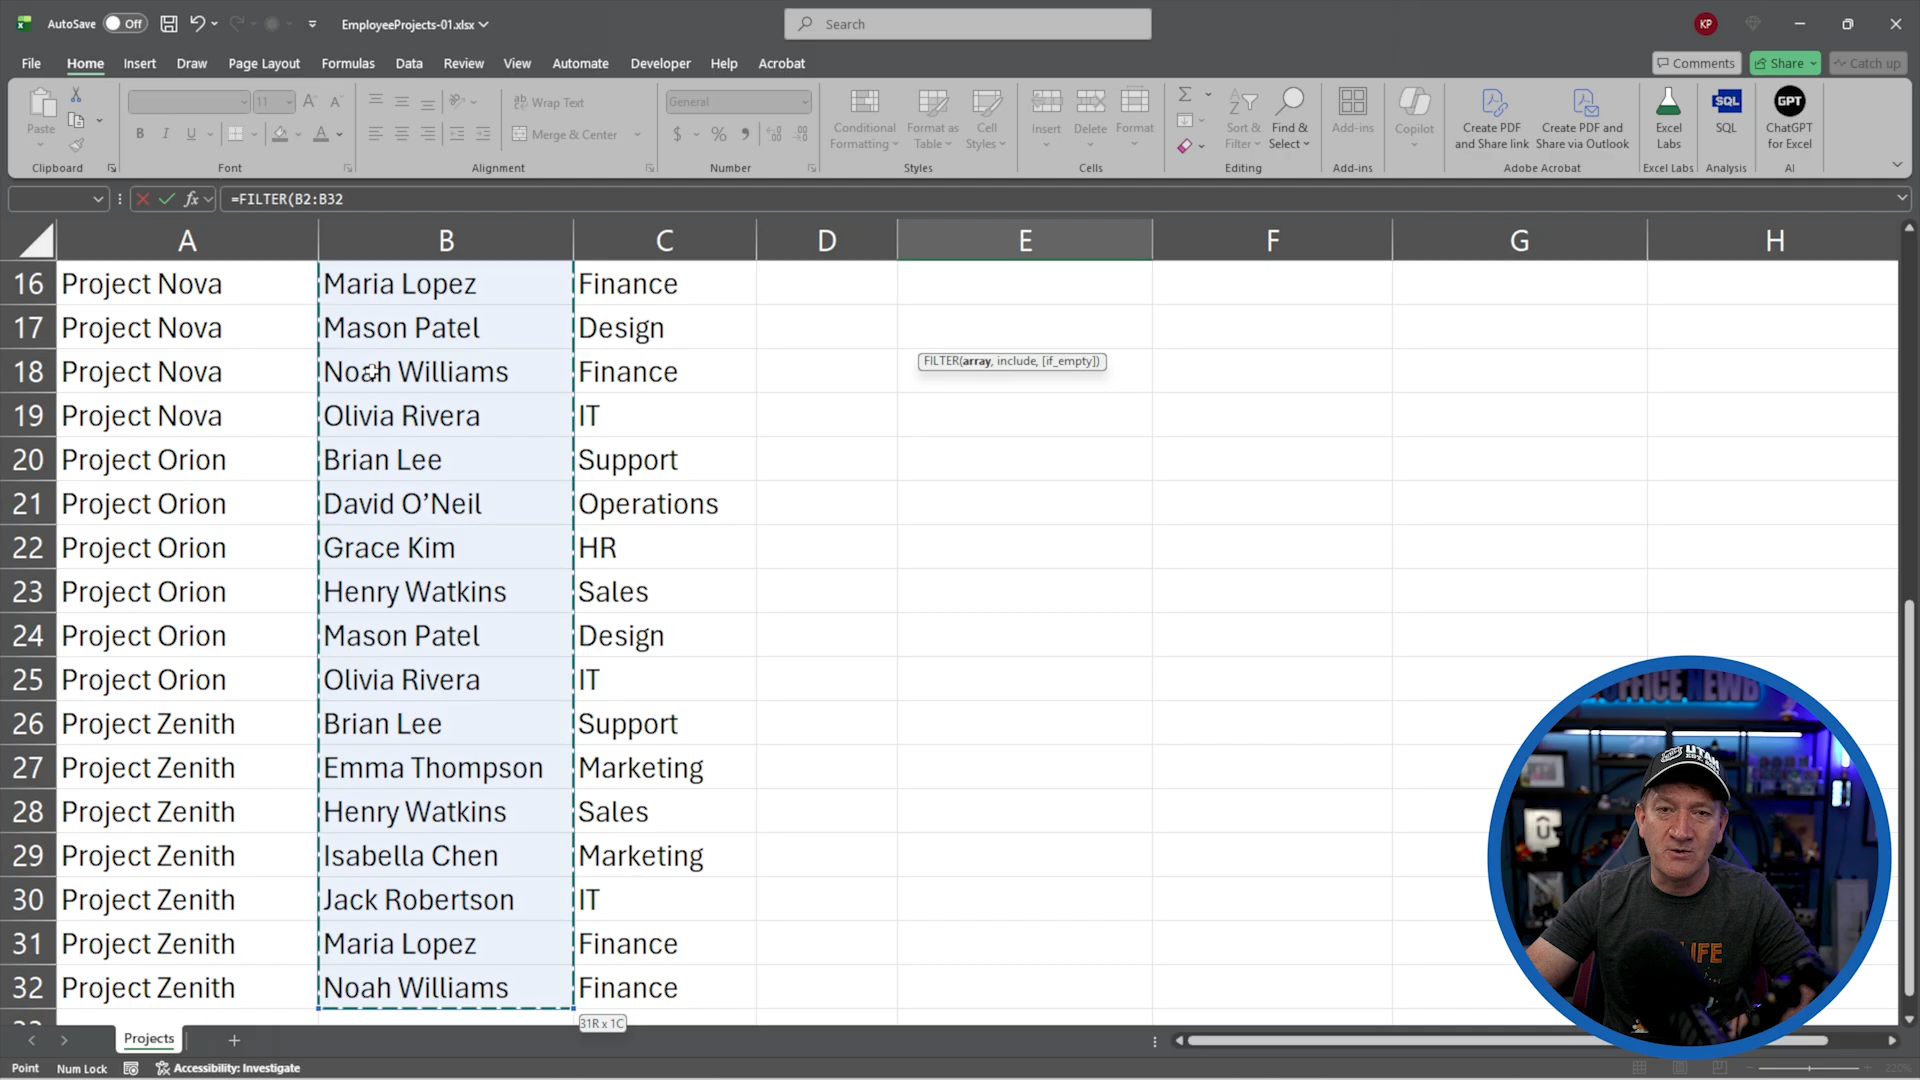 AutoSave Off EmployeeProjects-01.xlsx Search KP
File Home Insert Draw Page Layout Formulas Data Review View Automate Developer Help Acrobat Comments Share Catch up
Paste 11 Wrap Text Merge & Center General Conditional Formatting Format as Table Cell Styles Insert Delete Format Sort & Filter Find & Select Add-ins Copilot Create PDF and Share link Create PDF and Share via Outlook Excel Labs SQL SQL GPT ChatGPT for Excel
Clipboard Font Alignment Number Styles Cells Editing Add-ins Adobe Acrobat Excel Labs Analysis AI
fx =FILTER(B2:B32
A B C D E F G H
16 Project Nova Maria Lopez Finance
17 Project Nova Mason Patel Design
FILTER(array, include, [if_empty])
18 Project Nova Noah Williams Finance
19 Project Nova Olivia Rivera IT
20 Project Orion Brian Lee Support
21 Project Orion David O’Neil Operations
22 Project Orion Grace Kim HR
23 Project Orion Henry Watkins Sales
24 Project Orion Mason Patel Design
25 Project Orion Olivia Rivera IT
26 Project Zenith Brian Lee Support
27 Project Zenith Emma Thompson Marketing
28 Project Zenith Henry Watkins Sales
29 Project Zenith Isabella Chen Marketing
30 Project Zenith Jack Robertson IT
31 Project Zenith Maria Lopez Finance
32 Project Zenith Noah Williams Finance
31R x 1C
OFFICE NEWB
UTAH
LIFE
Projects
Point Num Lock Accessibility: Investigate 220%